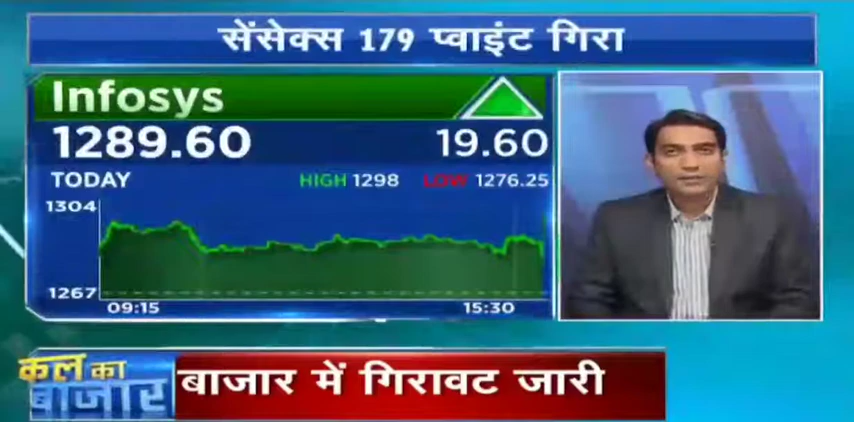 सेंसेक्स 179 प्वाइंट गिरा
Infosys
1289.60 19.60
TODAY HIGH 1298 LOW 1276.25
1304
1267
09:15 15:30
कल का
बाजार
बाजार में गिरावट जारी